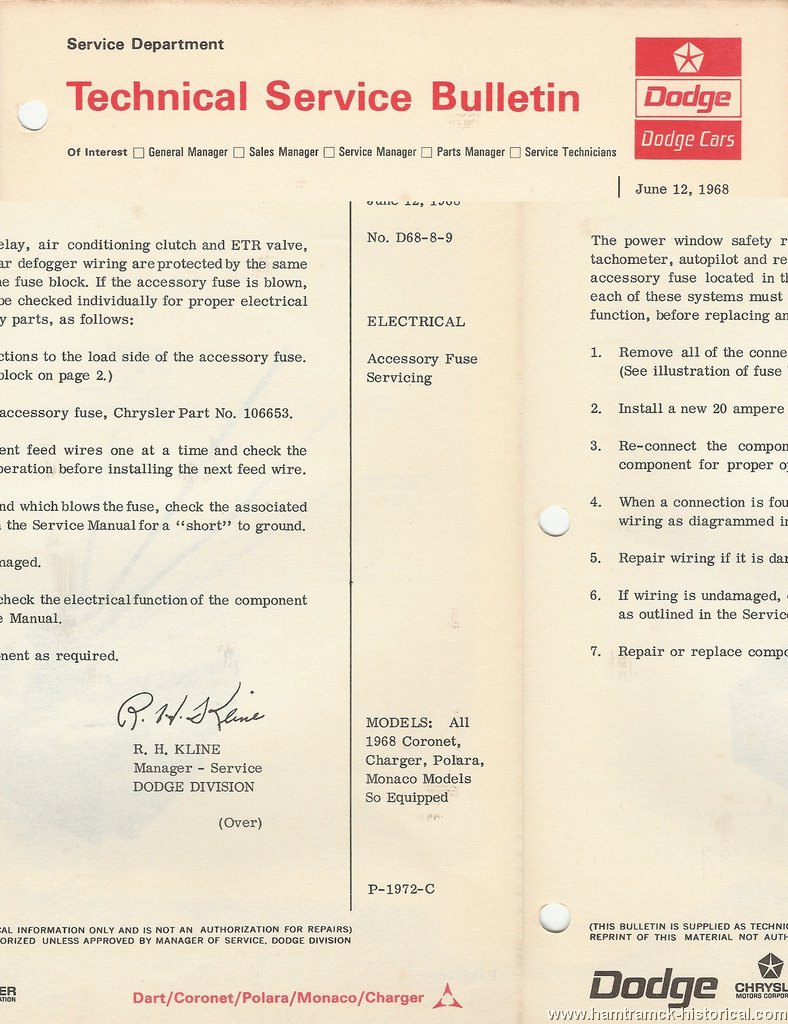 Service Department
Technical Service Bulletin
Dodge
Dodge Cars
Of Interest □ General Manager □ Sales Manager □ Service Manager □ Parts Manager □ Service Technicians
June 12, 1968
elay, air conditioning clutch and ETR valve,
ar defogger wiring are protected by the same
e fuse block. If the accessory fuse is blown,
be checked individually for proper electrical
y parts, as follows:
ctions to the load side of the accessory fuse.
block on page 2.)
accessory fuse, Chrysler Part No. 106653.
ent feed wires one at a time and check the
peration before installing the next feed wire.
nd which blows the fuse, check the associated
the Service Manual for a “short” to ground.
maged.
check the electrical function of the component
e Manual.
nent as required.
R. H. Kline
R. H. KLINE
Manager - Service
DODGE DIVISION
(Over)
June 12, 1968
No. D68-8-9
ELECTRICAL
Accessory Fuse
Servicing
MODELS: All
1968 Coronet,
Charger, Polara,
Monaco Models
So Equipped
P-1972-C
The power window safety r
tachometer, autopilot and re
accessory fuse located in th
each of these systems must
function, before replacing an
1. Remove all of the conne
(See illustration of fuse
2. Install a new 20 ampere
3. Re-connect the compon
component for proper op
4. When a connection is fou
wiring as diagrammed in
5. Repair wiring if it is dam
6. If wiring is undamaged, c
as outlined in the Service
7. Repair or replace compo
CAL INFORMATION ONLY AND IS NOT AN AUTHORIZATION FOR REPAIRS)
ORIZED UNLESS APPROVED BY MANAGER OF SERVICE, DODGE DIVISION
ER
ATION
Dart/Coronet/Polara/Monaco/Charger
(THIS BULLETIN IS SUPPLIED AS TECHNIC
REPRINT OF THIS MATERIAL NOT AUTH
Dodge
CHRYSL
MOTORS CORPOR
www.hamtramck-historical.com